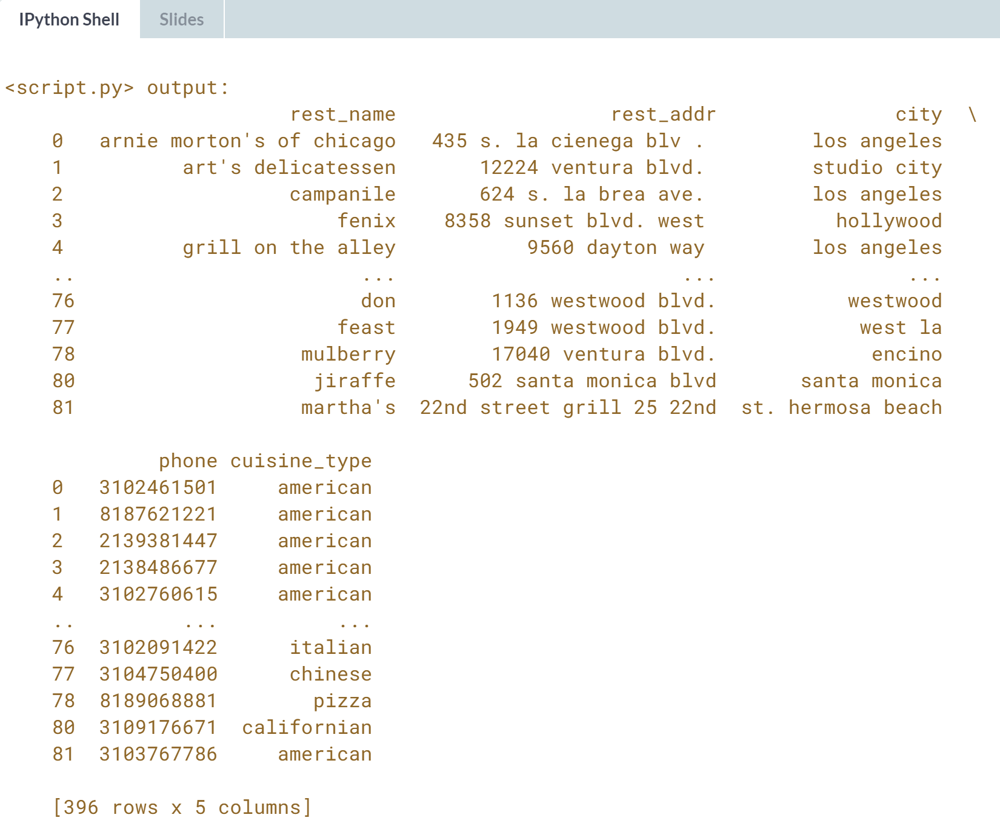 IPython Shell Slides
<script.py> output:
rest_name rest_addr city \
0 arnie morton's of chicago 435 s. la cienega blv . los angeles
1 art's delicatessen 12224 ventura blvd. studio city
2 campanile 624 s. la brea ave. los angeles
3 fenix 8358 sunset blvd. west hollywood
4 grill on the alley 9560 dayton way los angeles
.. ... ... ...
76 don 1136 westwood blvd. westwood
77 feast 1949 westwood blvd. west la
78 mulberry 17040 ventura blvd. encino
80 jiraffe 502 santa monica blvd santa monica
81 martha's 22nd street grill 25 22nd st. hermosa beach
phone cuisine_type
0 3102461501 american
1 8187621221 american
2 2139381447 american
3 2138486677 american
4 3102760615 american
.. ... ...
76 3102091422 italian
77 3104750400 chinese
78 8189068881 pizza
80 3109176671 californian
81 3103767786 american
[396 rows x 5 columns]